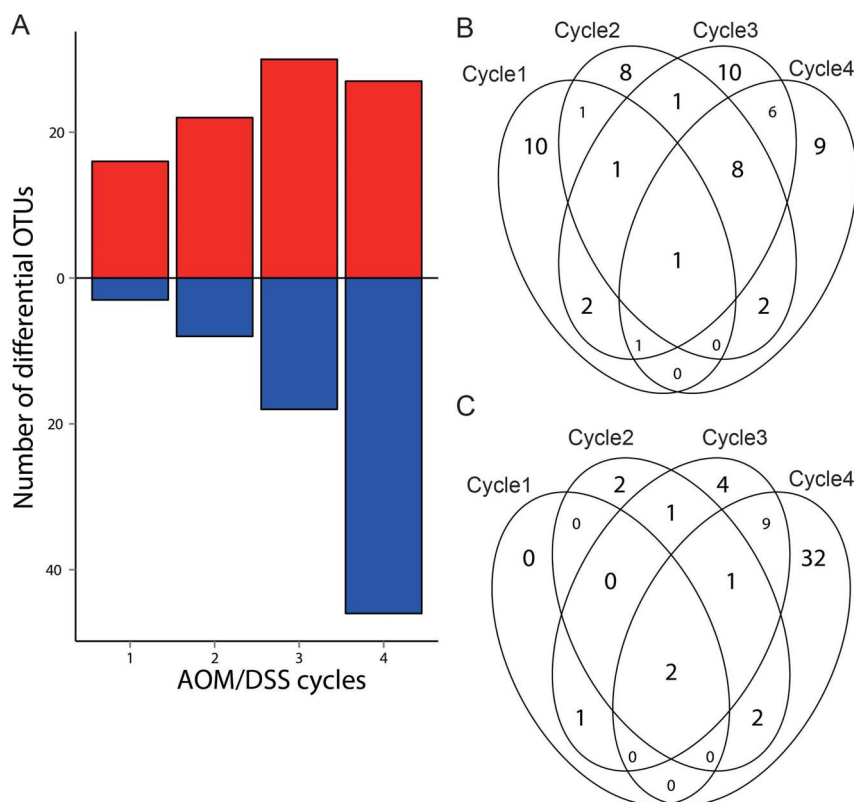 A
Number of differential OTUs
20
0
20
40
1 2 3 4
AOM/DSS cycles
B
Cycle1 Cycle2 Cycle3 Cycle4
8 10
1 1 6
10 9
1 8
1
2 2
1 0
0
C
Cycle1 Cycle2 Cycle3 Cycle4
2 4
0 1 9
0 32
0 1
2
1 2
0 0
0